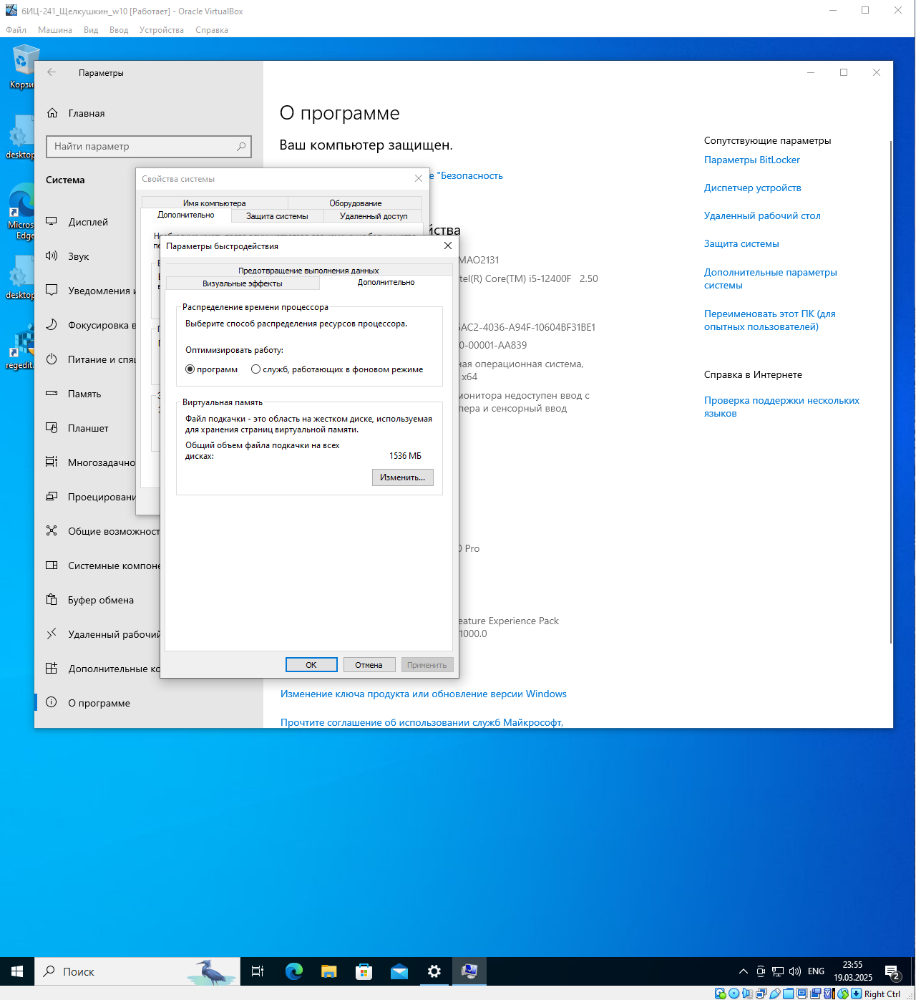 6ИЦ-241_Щелкушкин_w10 [Работает] - Oracle VirtualBox
Файл Машина Вид Ввод Устройства Справка
Корзи
desktop
Micros
Edge
desktop
regedit.
Параметры
Главная
Найти параметр
Система
Дисплей
Звук
Уведомления и
Фокусировка в
Питание и спя
Память
Планшет
Многозадачно
Проецировани
Общие возможност
Системные компоне
Буфер обмена
Удаленный рабочий
Дополнительные ко
О программе
О программе
Ваш компьютер защищен.
е "Безопасность
йства
MAO2131
ntel(R) Core(TM) i5-12400F 2.50
5AC2-4036-A94F-10604BF31BE1
0-00001-AA839
ная операционная система,
x64
монитора недоступен ввод с
пера и сенсорный ввод
0 Pro
eature Experience Pack
1000.0
Изменение ключа продукта или обновление версии Windows
Прочтите соглашение об использовании служб Майкрософт,
Сопутствующие параметры
Параметры BitLocker
Диспетчер устройств
Удаленный рабочий стол
Защита системы
Дополнительные параметры
системы
Переименовать этот ПК (для
опытных пользователей)
Справка в Интернете
Проверка поддержки нескольких
языков
Свойства системы
Имя компьютера Оборудование
Дополнительно Защита системы Удаленный доступ
Параметры быстродействия
Предотвращение выполнения данных
Визуальные эффекты Дополнительно
Распределение времени процессора
Выберите способ распределения ресурсов процессора.
Оптимизировать работу:
программ служб, работающих в фоновом режиме
Виртуальная память
Файл подкачки - это область на жестком диске, используемая
для хранения страниц виртуальной памяти.
Общий объем файла подкачки на всех
дисках: 1536 МБ
Изменить...
ОК Отмена Применить
Поиск
ENG
23:55
19.03.2025
2
Right Ctrl